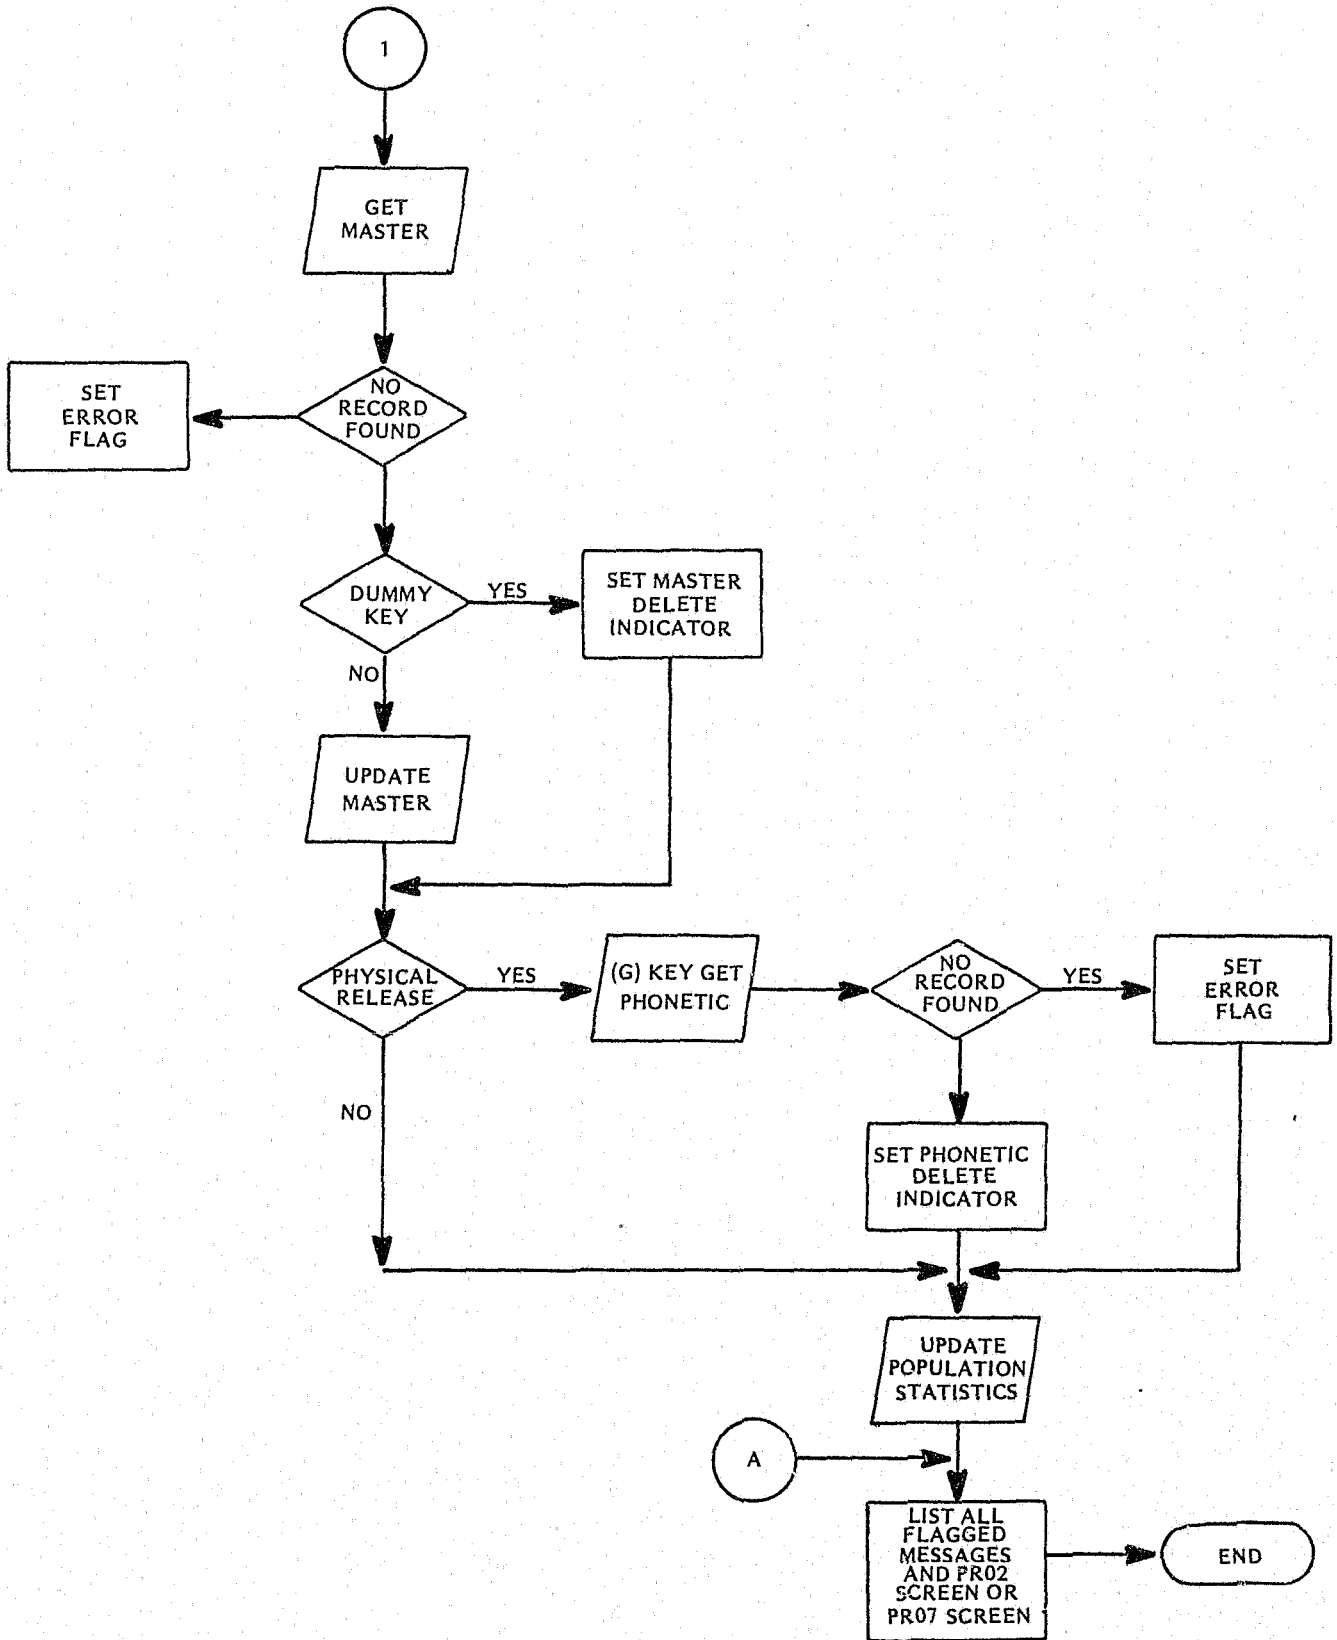 1
GET
MASTER
NO
RECORD
FOUND
SET
ERROR
FLAG
DUMMY
KEY
YES
SET MASTER
DELETE
INDICATOR
NO
UPDATE
MASTER
PHYSICAL
RELEASE
YES
(G) KEY GET
PHONETIC
NO
RECORD
FOUND
YES
SET
ERROR
FLAG
NO
SET PHONETIC
DELETE
INDICATOR
UPDATE
POPULATION
STATISTICS
A
LIST ALL
FLAGGED
MESSAGES
AND PR02
SCREEN OR
PR07 SCREEN
END